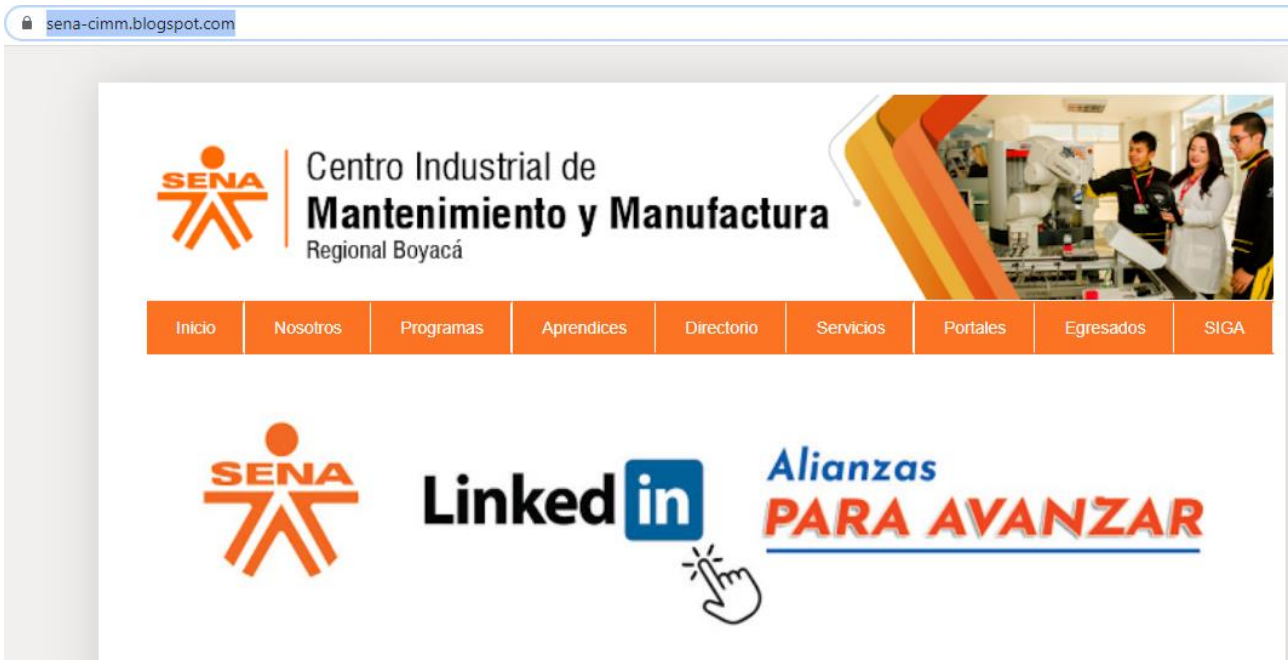 sena-cimm.blogspot.com
SENA
Centro Industrial de
Mantenimiento y Manufactura
Regional Boyacá
Inicio Nosotros Programas Aprendices Directorio Servicios Portales Egresados SIGA
SENA
Linked in
Alianzas
PARA AVANZAR